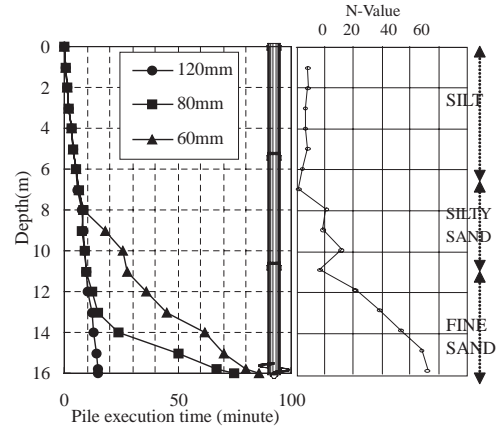 N-Value
0 20 40 60
0
2
4
6
8
10
12
14
16
Depth(m)
120mm
80mm
60mm
SILT
SILTY
SAND
FINE
SAND
0 50 100
Pile execution time (minute)